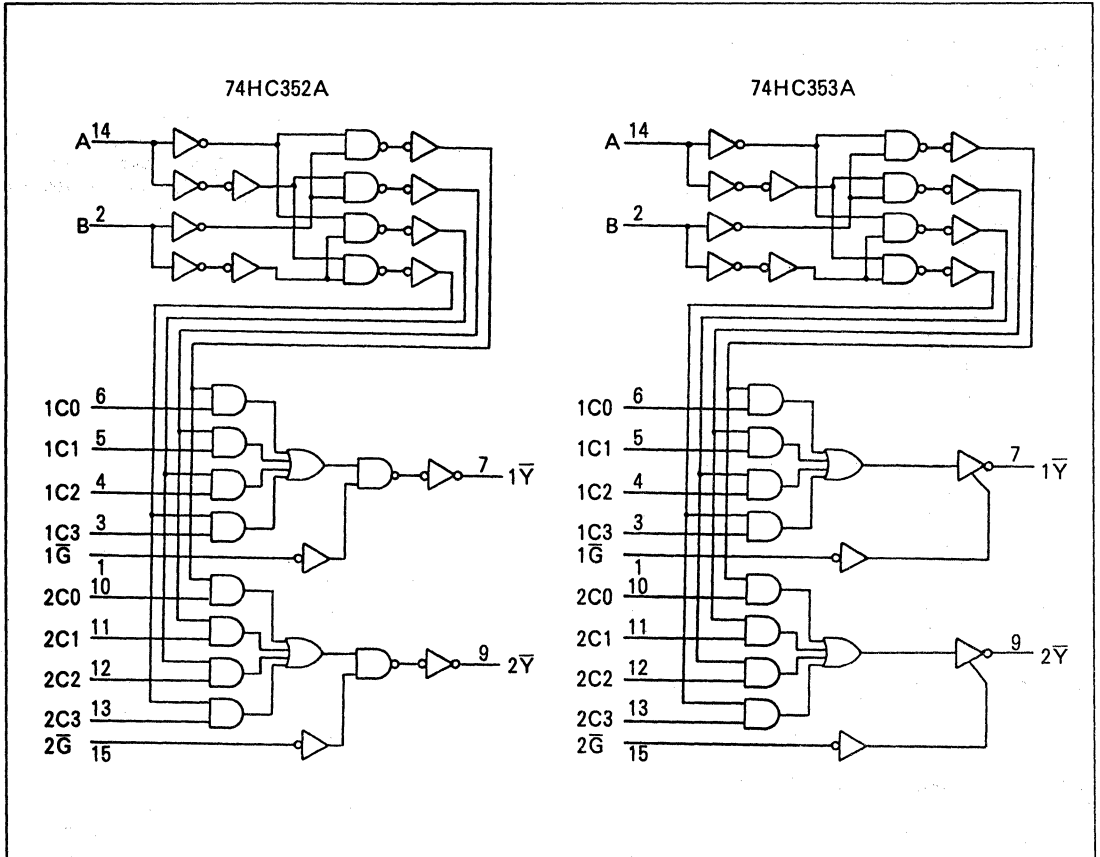 74HC352A
A 14
B 2
1C0 6
1C1 5
1C2 4
1C3 3
1G̅ 1
7 1Y̅
2C0 10
2C1 11
2C2 12
2C3 13
2G̅ 15
9 2Y̅
74HC353A
A 14
B 2
1C0 6
1C1 5
1C2 4
1C3 3
1G̅ 1
7 1Y̅
2C0 10
2C1 11
2C2 12
2C3 13
2G̅ 15
9 2Y̅